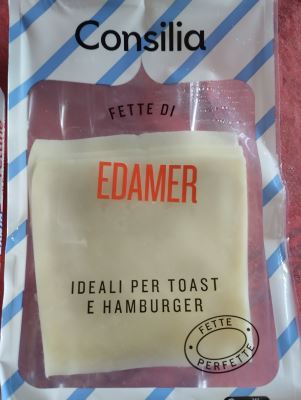 Consilia
FETTE DI
EDAMER
IDEALI PER TOAST
E HAMBURGER
FETTE
PERFETTE